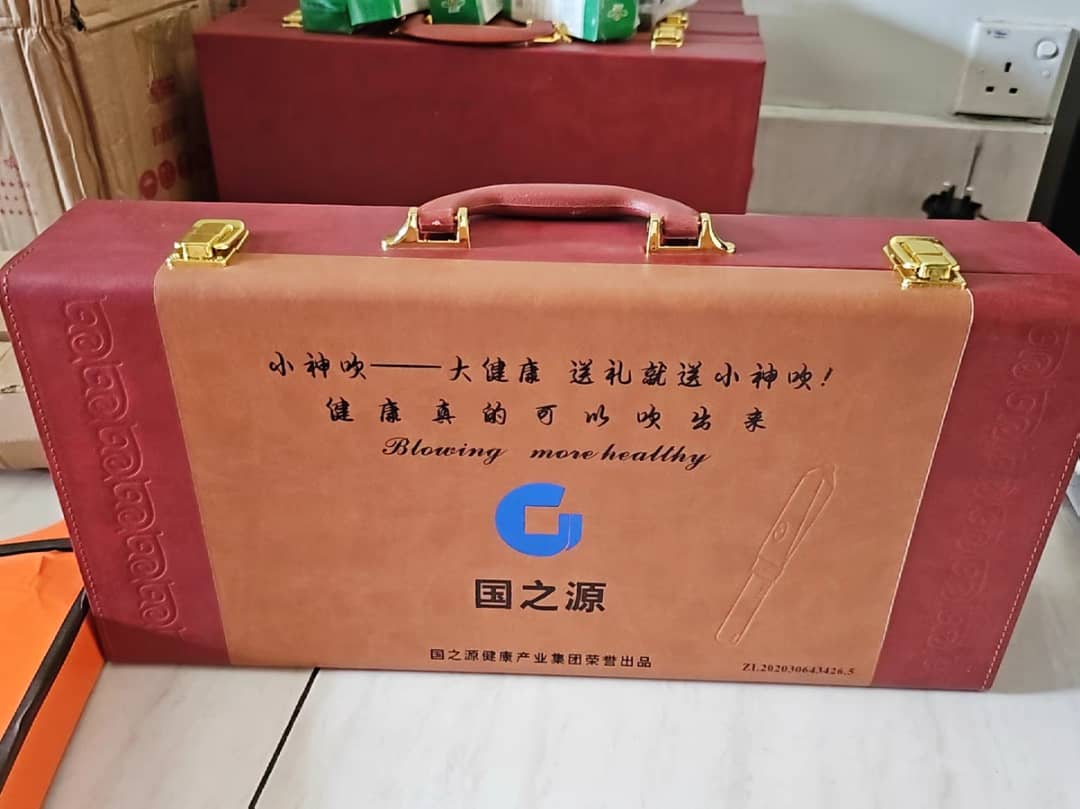 小神吹——大健康 送礼就送小神吹!
健康真的可以吹出来
Blowing more healthy
国之源
国之源健康产业集团荣誉出品
ZL202030643426.5